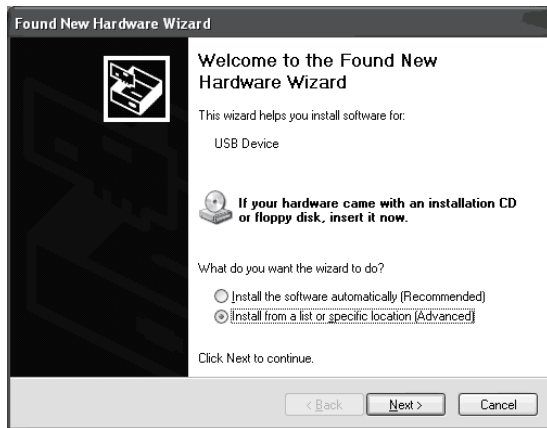 Found New Hardware Wizard
Welcome to the Found New
Hardware Wizard
This wizard helps you install software for:
USB Device
If your hardware came with an installation CD
or floppy disk, insert it now.
What do you want the wizard to do?
Install the software automatically (Recommended)
Install from a list or specific location (Advanced)
Click Next to continue.
< Back Next > Cancel